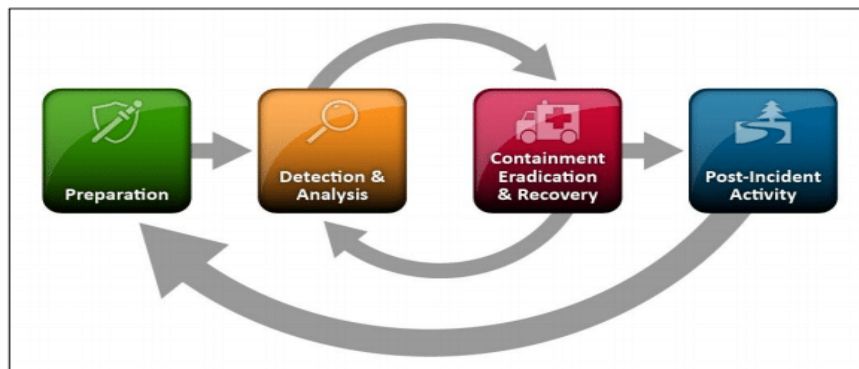 Preparation
Detection &
Analysis
Containment
Eradication
& Recovery
Post-Incident
Activity